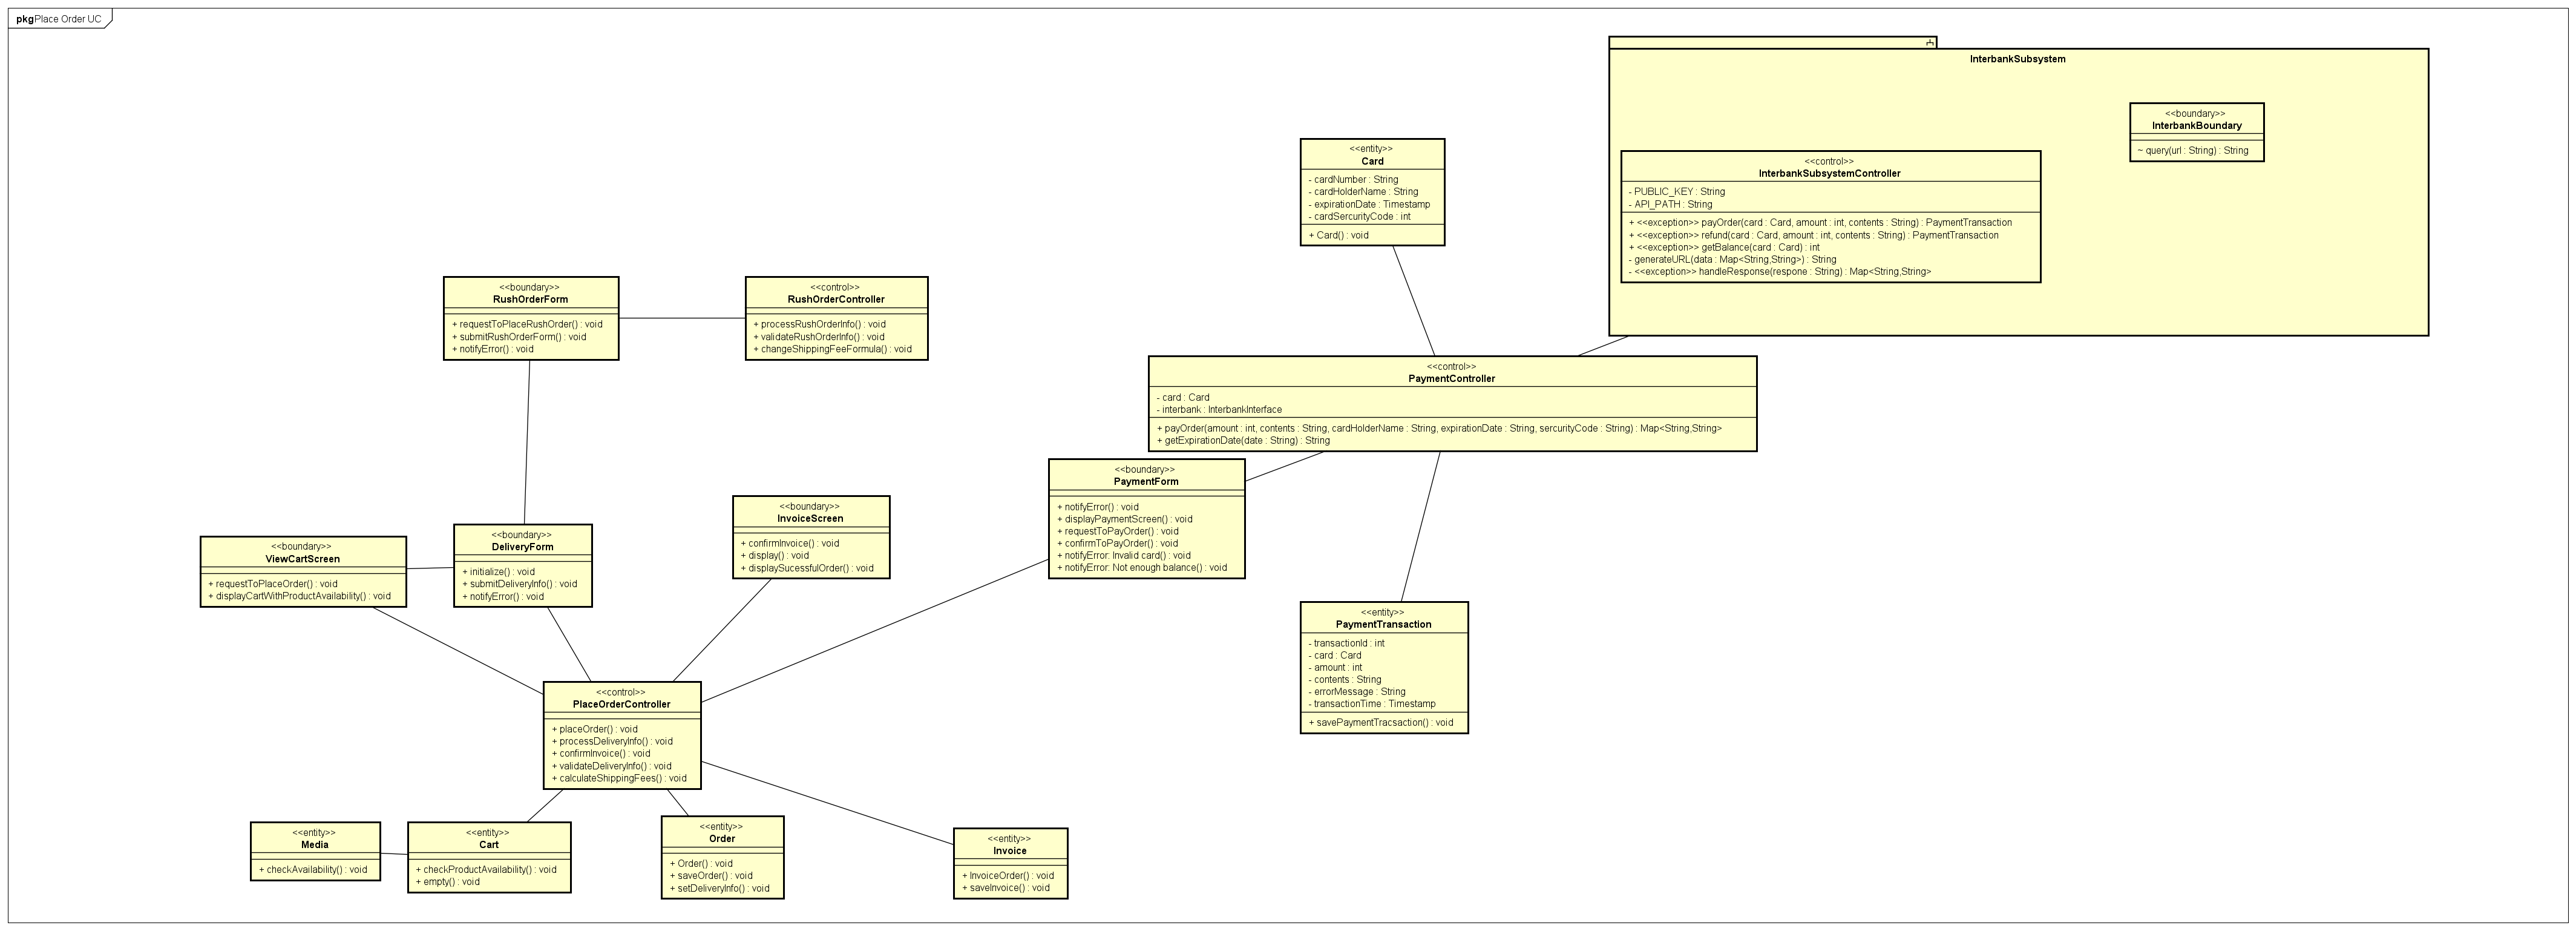 pkg Place Order UC
InterbankSubsystem
<<boundary>>
InterbankBoundary
~ query(url : String) : String
<<control>>
InterbankSubsystemController
- PUBLIC_KEY : String
- API_PATH : String
+ <<exception>> payOrder(card : Card, amount : int, contents : String) : PaymentTransaction
+ <<exception>> refund(card : Card, amount : int, contents : String) : PaymentTransaction
+ <<exception>> getBalance(card : Card) : int
- generateURL(data : Map<String,String>) : String
- <<exception>> handleResponse(respone : String) : Map<String,String>
<<entity>>
Card
- cardNumber : String
- cardHolderName : String
- expirationDate : Timestamp
- cardSercurityCode : int
+ Card() : void
<<boundary>>
RushOrderForm
+ requestToPlaceRushOrder() : void
+ submitRushOrderForm() : void
+ notifyError() : void
<<control>>
RushOrderController
+ processRushOrderInfo() : void
+ validateRushOrderInfo() : void
+ changeShippingFeeFormula() : void
<<control>>
PaymentController
- card : Card
- interbank : InterbankInterface
+ payOrder(amount : int, contents : String, cardHolderName : String, expirationDate : String, sercurityCode : String) : Map<String,String>
+ getExpirationDate(date : String) : String
<<boundary>>
PaymentForm
+ notifyError() : void
+ displayPaymentScreen() : void
+ requestToPayOrder() : void
+ confirmToPayOrder() : void
+ notifyError: Invalid card() : void
+ notifyError: Not enough balance() : void
<<boundary>>
InvoiceScreen
+ confirmInvoice() : void
+ display() : void
+ displaySucessfulOrder() : void
<<boundary>>
DeliveryForm
+ initialize() : void
+ submitDeliveryInfo() : void
+ notifyError() : void
<<boundary>>
ViewCartScreen
+ requestToPlaceOrder() : void
+ displayCartWithProductAvailability() : void
<<entity>>
PaymentTransaction
- transactionId : int
- card : Card
- amount : int
- contents : String
- errorMessage : String
- transactionTime : Timestamp
+ savePaymentTracsaction() : void
<<control>>
PlaceOrderController
+ placeOrder() : void
+ processDeliveryInfo() : void
+ confirmInvoice() : void
+ validateDeliveryInfo() : void
+ calculateShippingFees() : void
<<entity>>
Media
+ checkAvailability() : void
<<entity>>
Cart
+ checkProductAvailability() : void
+ empty() : void
<<entity>>
Order
+ Order() : void
+ saveOrder() : void
+ setDeliveryInfo() : void
<<entity>>
Invoice
+ InvoiceOrder() : void
+ saveInvoice() : void